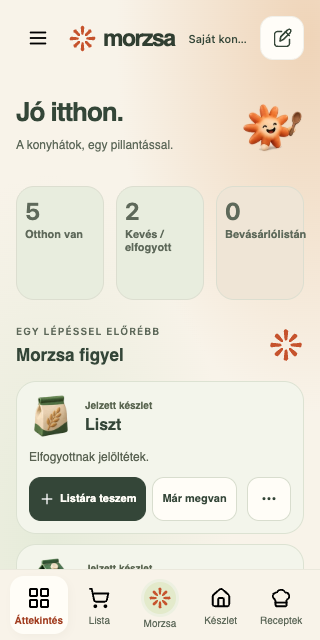 morzsa
Saját kon...
Jó itthon.
A konyhátok, egy pillantással.
5
Otthon van
2
Kevés /
elfogyott
0
Bevásárlólistán
EGY LÉPÉSSEL ELŐRÉBB
Morzsa figyel
Jelzett készlet
Liszt
Elfogyottnak jelöltétek.
Listára teszem
Már megvan
Jelzett készlet
Áttekintés
Lista
Morzsa
Készlet
Receptek